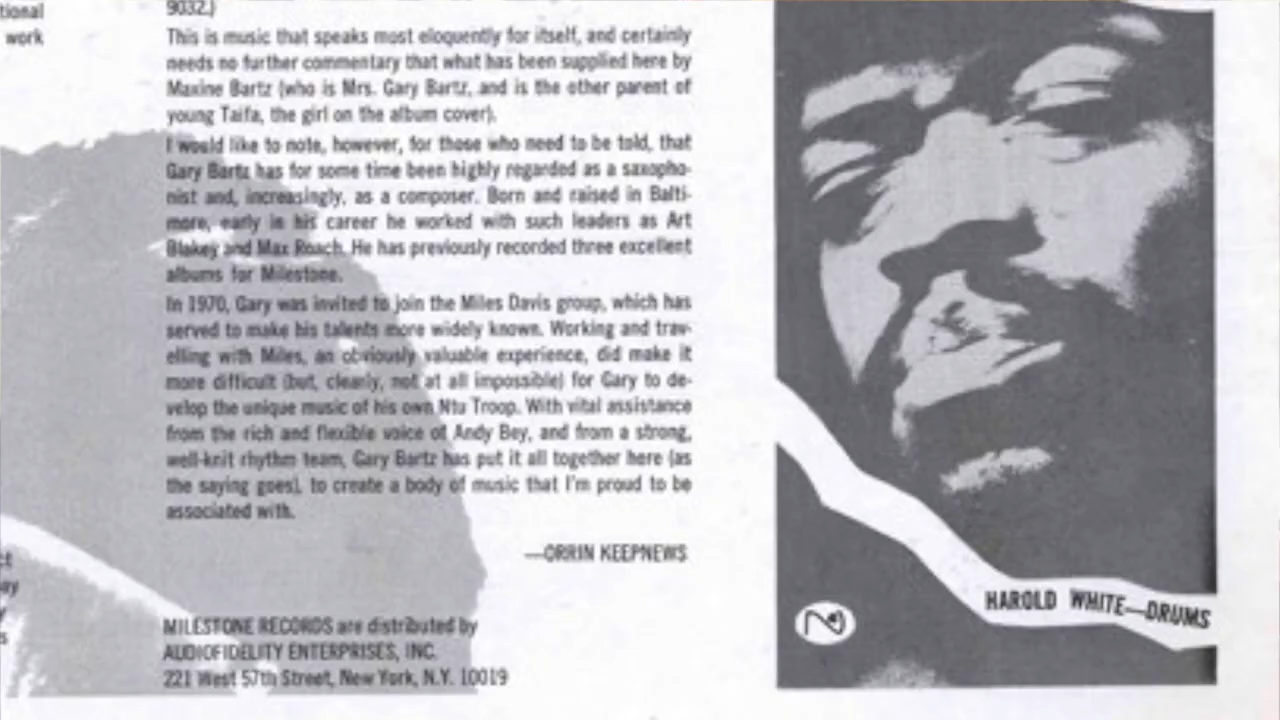 tional
work
9032.)
This is music that speaks most eloquently for itself, and certainly
needs no further commentary that what has been supplied here by
Maxine Bartz (who is Mrs. Gary Bartz, and is the other parent of
young Taifa, the girl on the album cover).
I would like to note, however, for those who need to be told, that
Gary Bartz has for some time been highly regarded as a saxopho-
nist and, increasingly, as a composer. Born and raised in Balti-
more, early in his career he worked with such leaders as Art
Blakey and Max Roach. He has previously recorded three excellent
albums for Milestone.
In 1970, Gary was invited to join the Miles Davis group, which has
served to make his talents more widely known. Working and trav-
elling with Miles, an obviously valuable experience, did make it
more difficult (but, clearly, not at all impossible) for Gary to de-
velop the unique music of his own Ntu Troop. With vital assistance
from the rich and flexible voice of Andy Bey, and from a strong,
well-knit rhythm team, Gary Bartz has put it all together here (as
the saying goes), to create a body of music that I'm proud to be
associated with.
—ORRIN KEEPNEWS
MILESTONE RECORDS are distributed by
AUDIOFIDELITY ENTERPRISES, INC.
221 West 57th Street, New York, N.Y. 10019
HAROLD WHITE—DRUMS